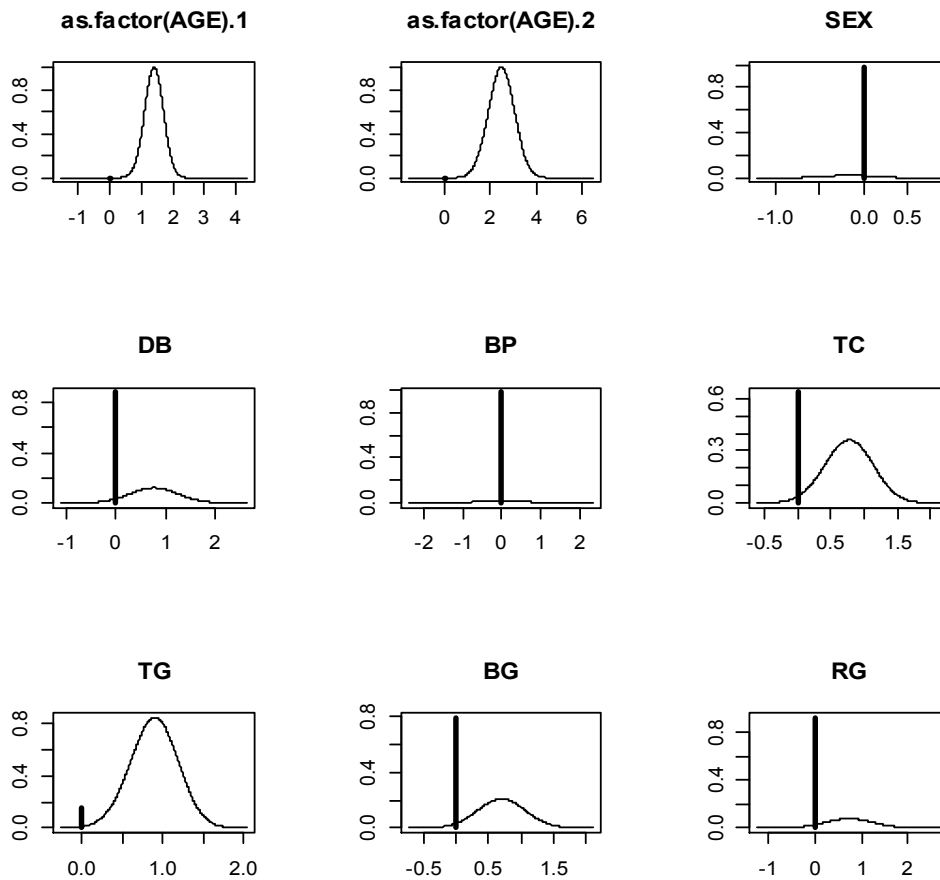 as.factor(AGE).1 as.factor(AGE).2 SEX
0.0 0.4 0.8 0.0 0.4 0.8 0.0 0.4 0.8
-1 0 1 2 3 4 0 2 4 6 -1.0 0.0 0.5
DB BP TC
0.0 0.4 0.8 0.0 0.4 0.8 0.0 0.3 0.6
-1 0 1 2 -2 -1 0 1 2 -0.5 0.5 1.5
TG BG RG
0.0 0.4 0.8 0.0 0.4 0.8 0.0 0.4 0.8
0.0 1.0 2.0 -0.5 0.5 1.5 -1 0 1 2